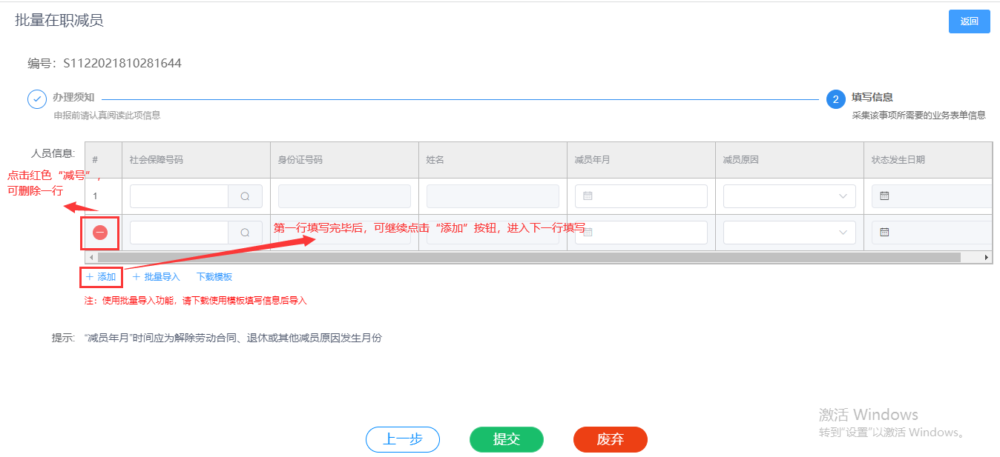 批量在职减员
返回
编号：S1122021810281644
办理须知
申报前请认真阅读此项信息
2
填写信息
采集该事项所需要的业务表单信息
人员信息:
# 社会保障号码 身份证号码 姓名 减员年月 减员原因 状态发生日期
点击红色“减号”，
可删除一行
1
第一行填写完毕后，可继续点击“添加”按钮，进入下一行填写
+ 添加 + 批量导入 下载模板
注：使用批量导入功能，请下载使用模板填写信息后导入
提示: “减员年月”时间应为解除劳动合同、退休或其他减员原因发生月份
激活 Windows
转到“设置”以激活 Windows。
上一步 提交 废弃